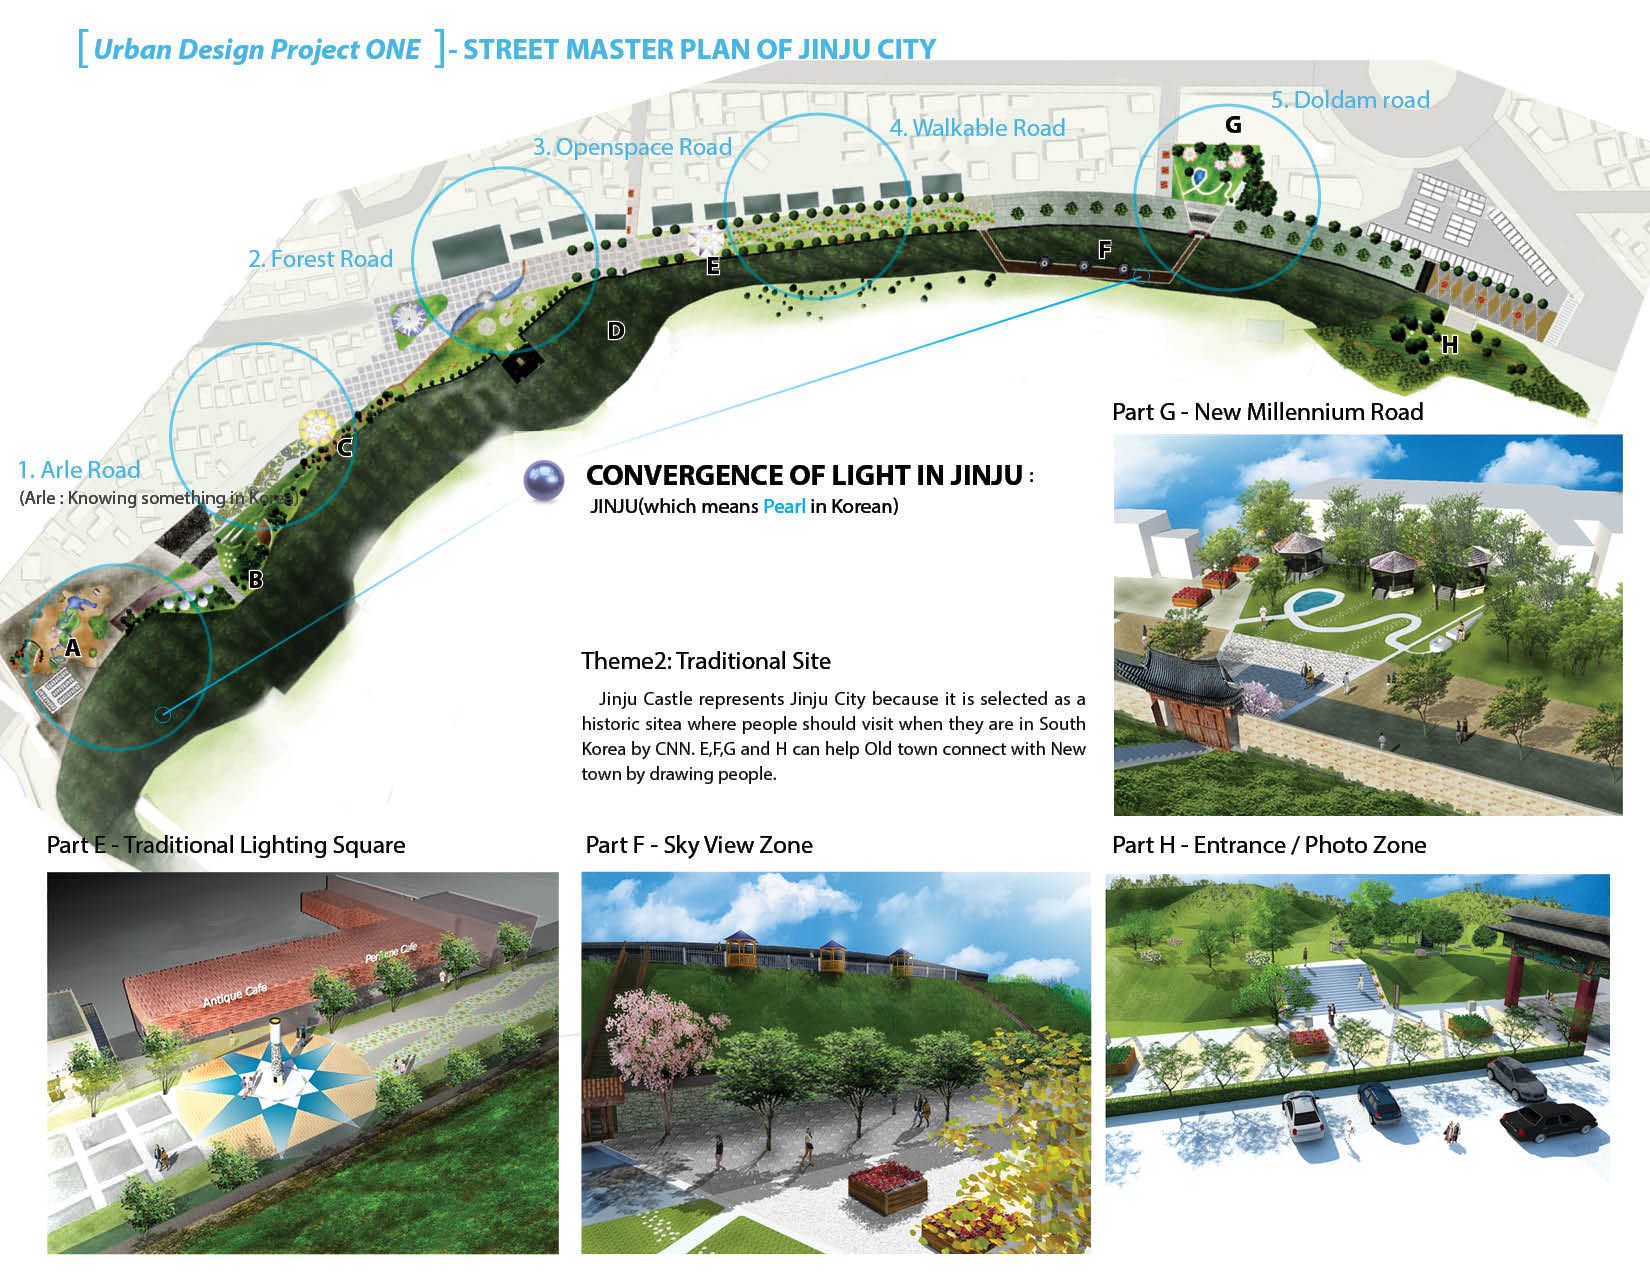 [ Urban Design Project ONE ] - STREET MASTER PLAN OF JINJU CITY
5. Doldam road
G
4. Walkable Road
3. Openspace Road
2. Forest Road
F
E
D
H
C
1. Arle Road
(Arle : Knowing something in Korea)
B
A
CONVERGENCE OF LIGHT IN JINJU :
JINJU(which means Pearl in Korean)
Theme2: Traditional Site
Jinju Castle represents Jinju City because it is selected as a
historic sitea where people should visit when they are in South
Korea by CNN. E,F,G and H can help Old town connect with New
town by drawing people.
Part G - New Millennium Road
Part E - Traditional Lighting Square
Antique Cafe
Perfume Cafe
Part F - Sky View Zone
Part H - Entrance / Photo Zone